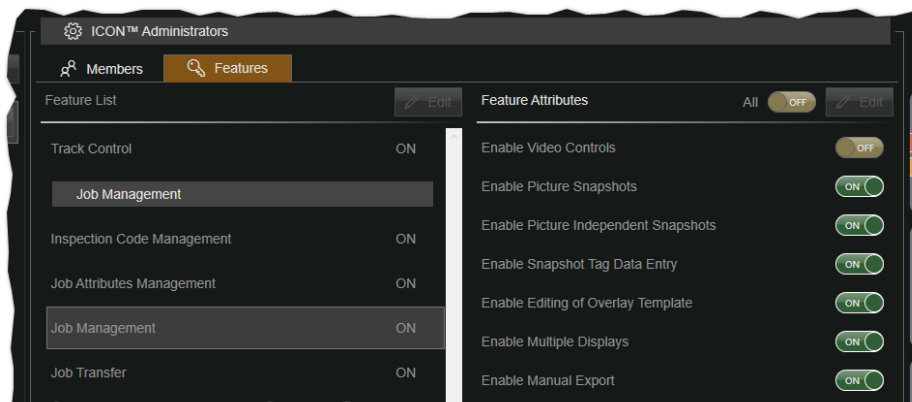 ICON™ Administrators
Members
Features
Feature List
Edit
Track Control ON
Job Management
Inspection Code Management ON
Job Attributes Management ON
Job Management ON
Job Transfer ON
Feature Attributes All OFF Edit
Enable Video Controls OFF
Enable Picture Snapshots ON
Enable Picture Independent Snapshots ON
Enable Snapshot Tag Data Entry ON
Enable Editing of Overlay Template ON
Enable Multiple Displays ON
Enable Manual Export ON